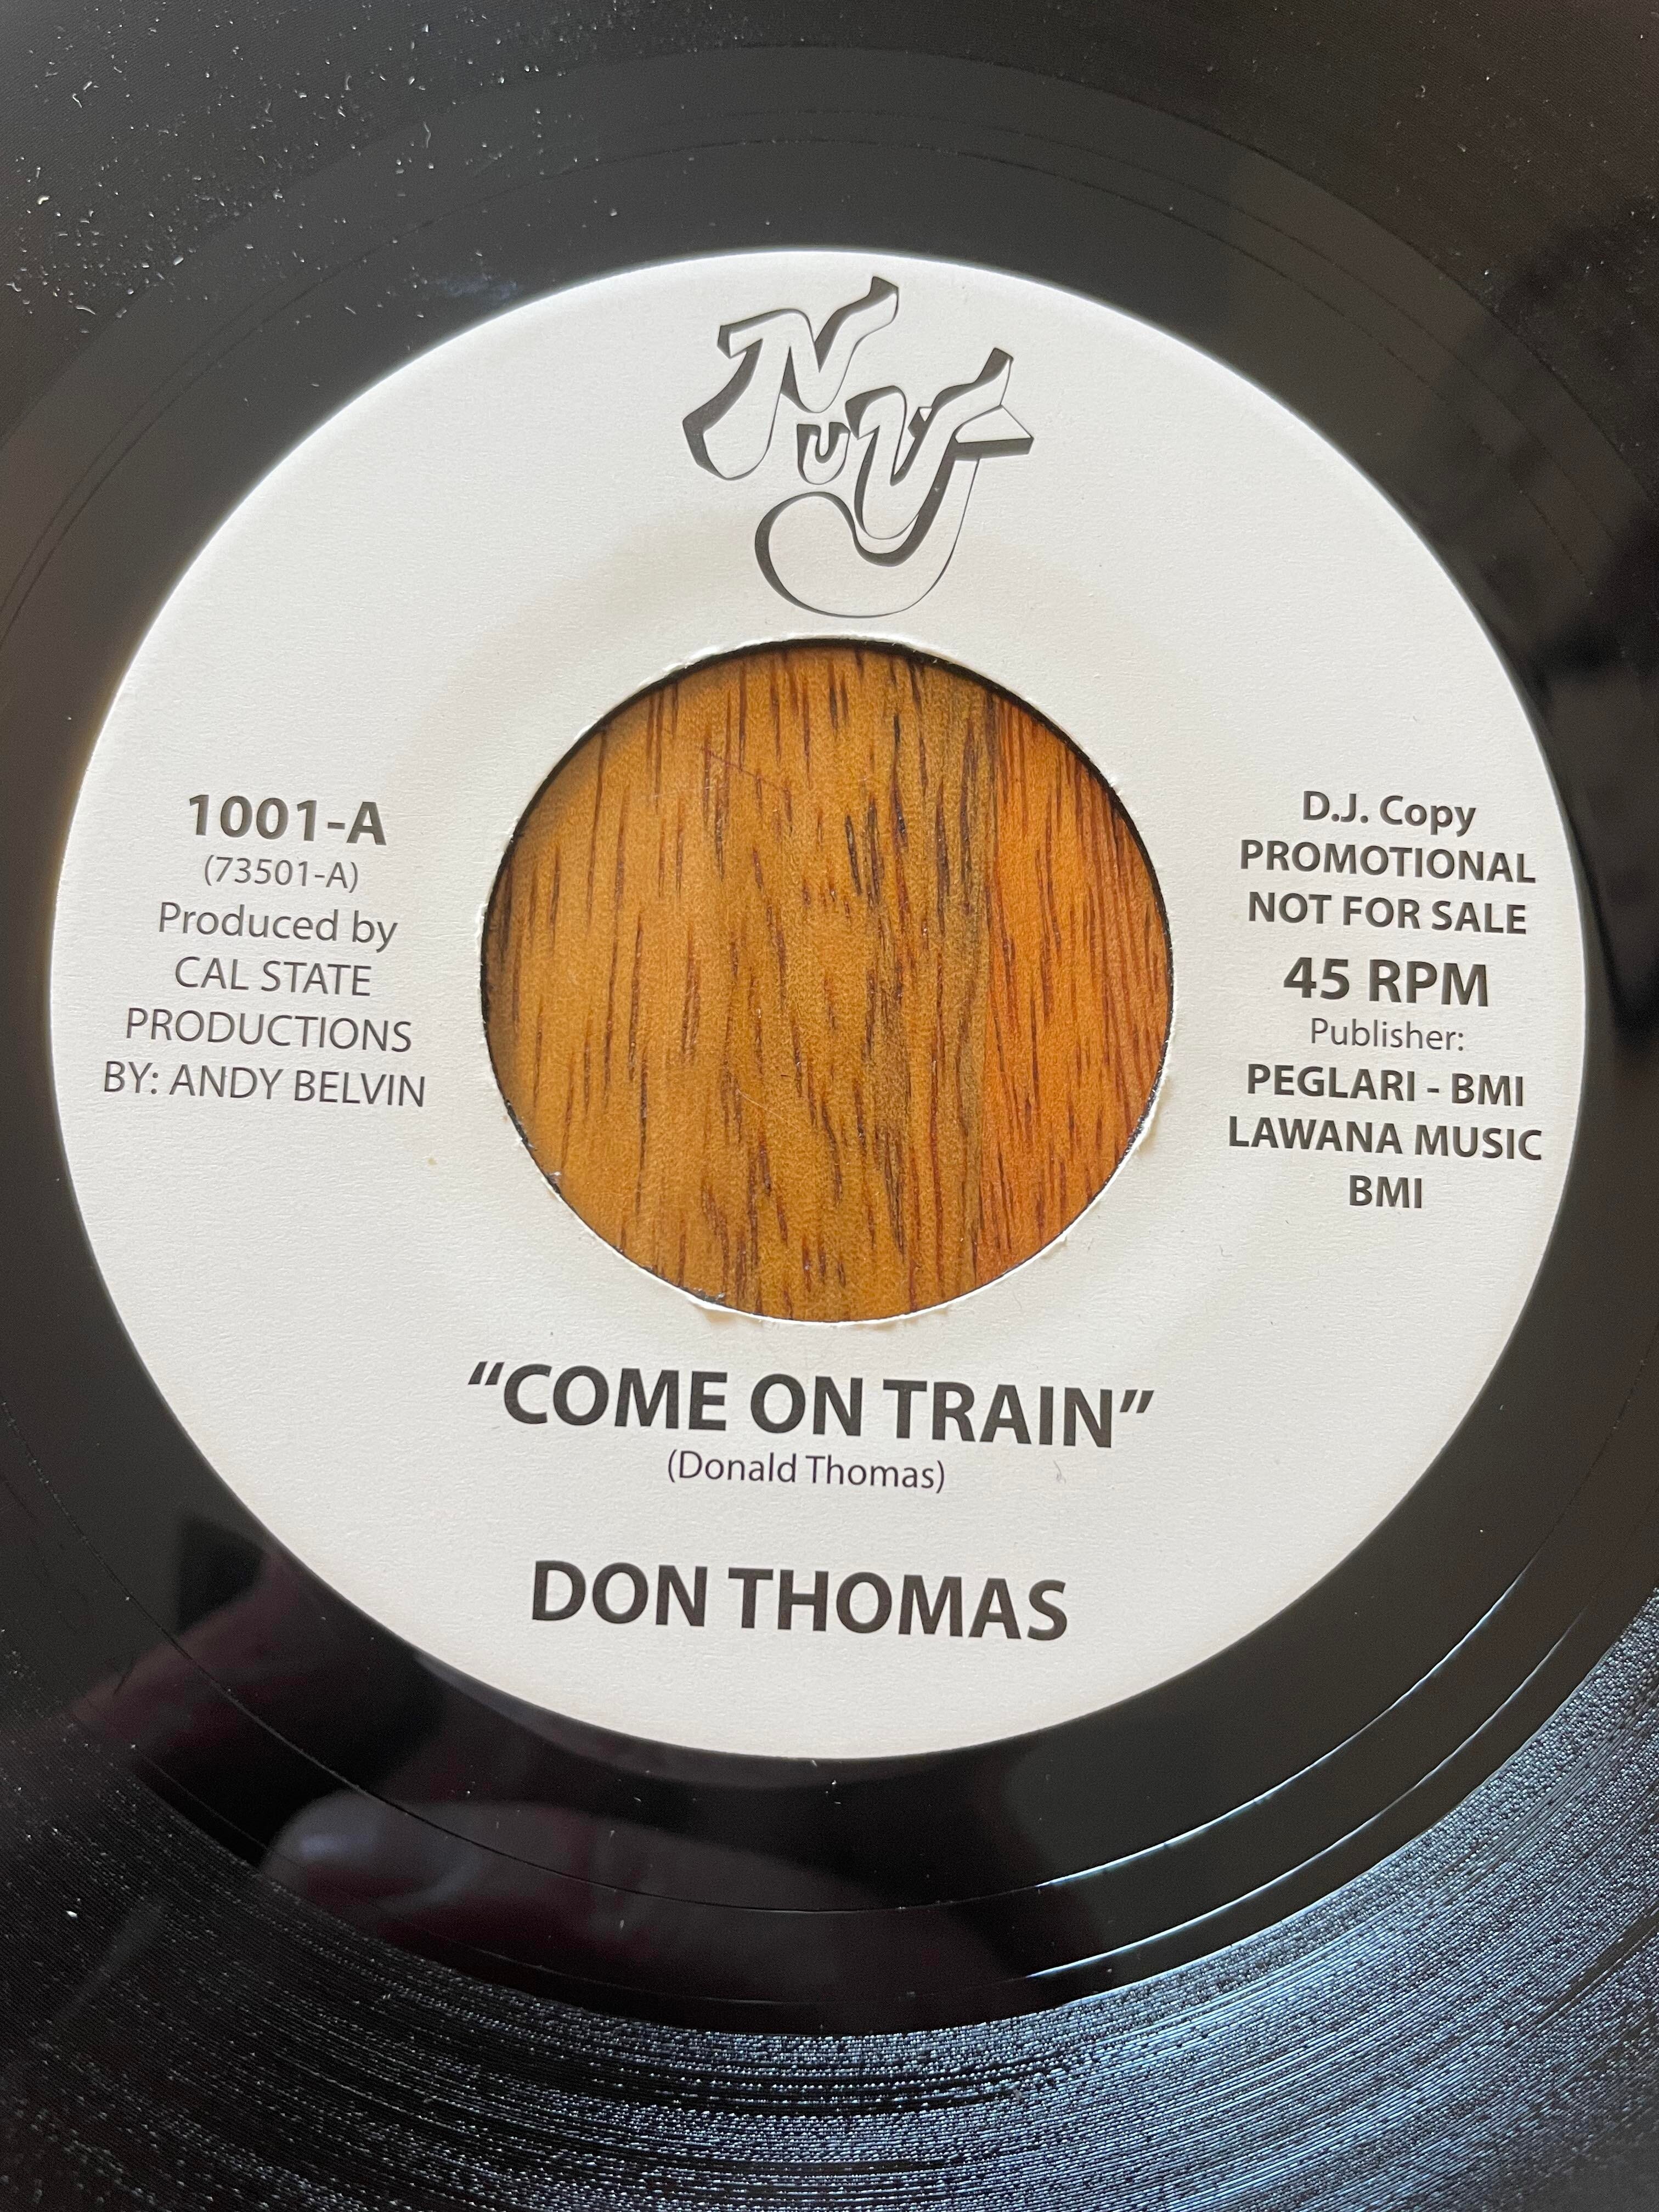 NUVJ
1001-A
(73501-A)
Produced by
CAL STATE
PRODUCTIONS
BY: ANDY BELVIN
D.J. Copy
PROMOTIONAL
NOT FOR SALE
45 RPM
Publisher:
PEGLARI - BMI
LAWANA MUSIC
BMI
“COME ON TRAIN”
(Donald Thomas)
DON THOMAS